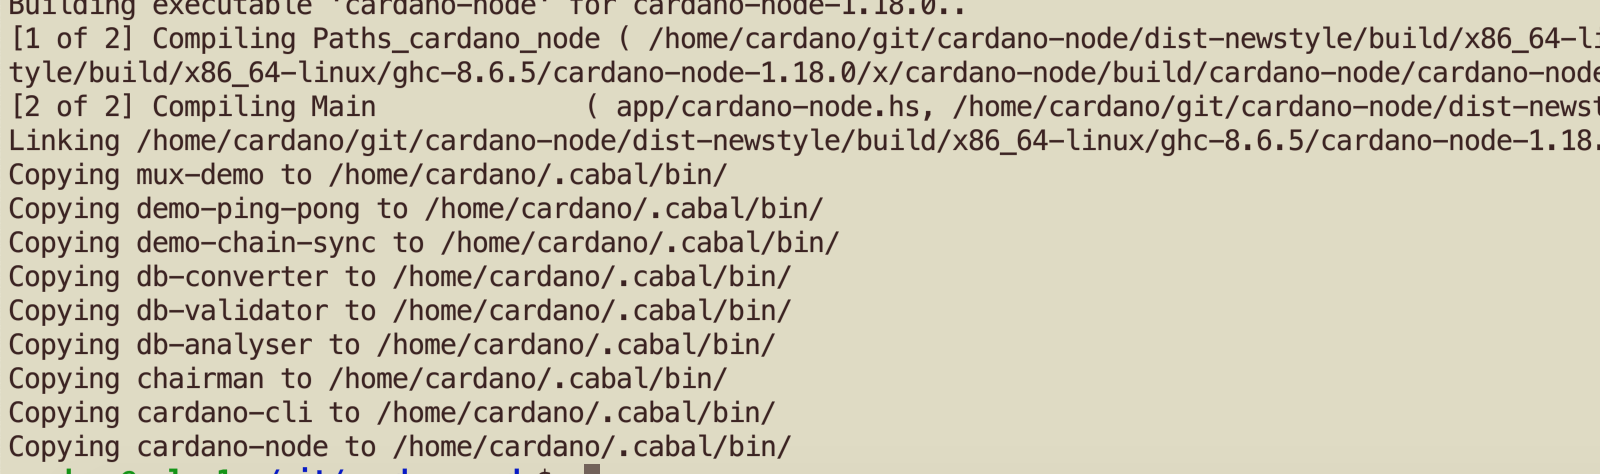 Building executable 'cardano-node' for cardano-node-1.18.0..
[1 of 2] Compiling Paths_cardano_node ( /home/cardano/git/cardano-node/dist-newstyle/build/x86_64-li
tyle/build/x86_64-linux/ghc-8.6.5/cardano-node-1.18.0/x/cardano-node/build/cardano-node/cardano-node
[2 of 2] Compiling Main             ( app/cardano-node.hs, /home/cardano/git/cardano-node/dist-newst
Linking /home/cardano/git/cardano-node/dist-newstyle/build/x86_64-linux/ghc-8.6.5/cardano-node-1.18.
Copying mux-demo to /home/cardano/.cabal/bin/
Copying demo-ping-pong to /home/cardano/.cabal/bin/
Copying demo-chain-sync to /home/cardano/.cabal/bin/
Copying db-converter to /home/cardano/.cabal/bin/
Copying db-validator to /home/cardano/.cabal/bin/
Copying db-analyser to /home/cardano/.cabal/bin/
Copying chairman to /home/cardano/.cabal/bin/
Copying cardano-cli to /home/cardano/.cabal/bin/
Copying cardano-node to /home/cardano/.cabal/bin/